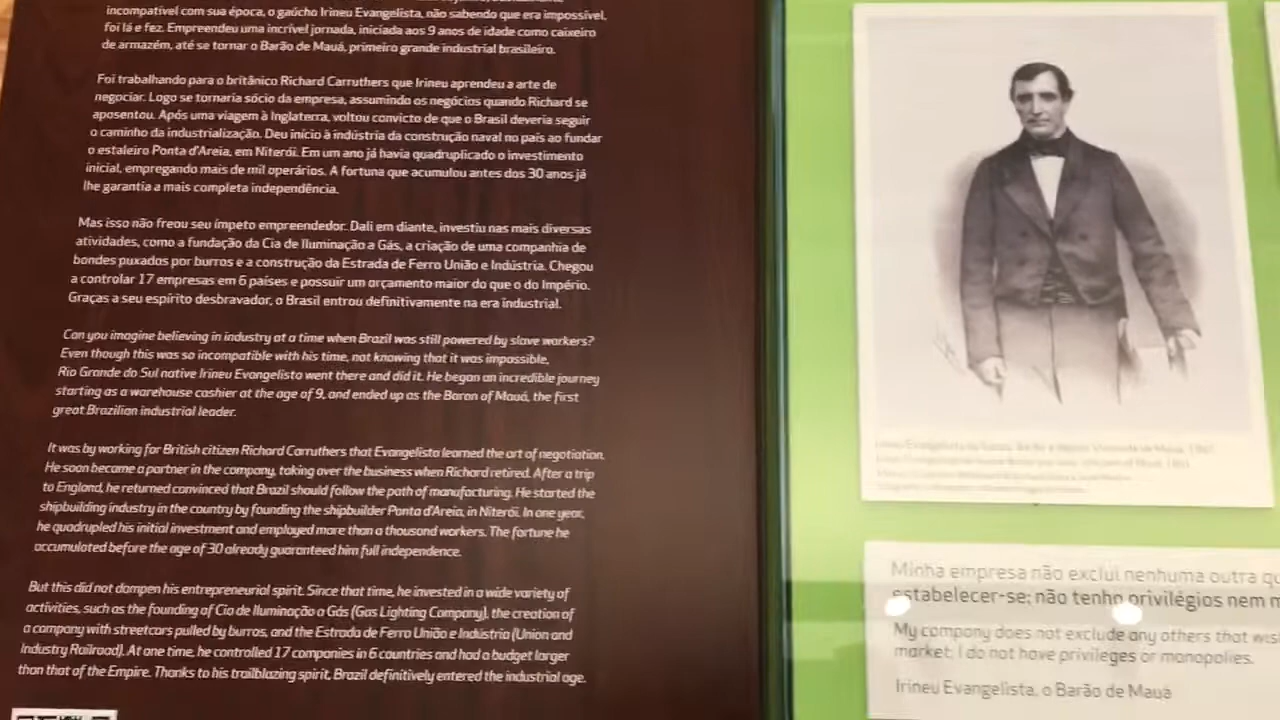 incompatível com sua época, o gaúcho Irineu Evangelista, não sabendo que era impossível,
foi lá e fez. Empreendeu uma incrível jornada, iniciada aos 9 anos de idade como caixeiro
de armazém, até se tornar o Barão de Mauá, primeiro grande industrial brasileiro.
Foi trabalhando para o britânico Richard Carruthers que Irineu aprendeu a arte de
negociar. Logo se tornaria sócio da empresa, assumindo os negócios quando Richard se
aposentou. Após uma viagem à Inglaterra, voltou convicto de que o Brasil deveria seguir
o caminho da industrialização. Deu início à indústria da construção naval no país ao fundar
o estaleiro Ponta d'Areia, em Niterói. Em um ano já havia quadruplicado o investimento
inicial, empregando mais de mil operários. A fortuna que acumulou antes dos 30 anos já
lhe garantia a mais completa independência.
Mas isso não freou seu ímpeto empreendedor. Dali em diante, investiu nas mais diversas
atividades, como a fundação da Cia de Iluminação a Gás, a criação de uma companhia de
bondes puxados por burros e a construção da Estrada de Ferro União e Indústria. Chegou
a controlar 17 empresas em 6 países e possuir um orçamento maior do que o do Império.
Graças a seu espírito desbravador, o Brasil entrou definitivamente na era industrial.
Can you imagine believing in industry at a time when Brazil was still powered by slave workers?
Even though this was so incompatible with his time, not knowing that it was impossible,
Rio Grande do Sul native Irineu Evangelista went there and did it. He began an incredible journey
starting as a warehouse cashier at the age of 9, and ended up as the Baron of Mauá, the first
great Brazilian industrial leader.
It was by working for British citizen Richard Carruthers that Evangelista learned the art of negotiation.
He soon became a partner in the company, taking over the business when Richard retired. After a trip
to England, he returned convinced that Brazil should follow the path of manufacturing. He started the
shipbuilding industry in the country by founding the shipbuilder Ponta d'Areia, in Niterói. In one year,
he quadrupled his initial investment and employed more than a thousand workers. The fortune he
accumulated before the age of 30 already guaranteed him full independence.
But this did not dampen his entrepreneurial spirit. Since that time, he invested in a wide variety of
activities, such as the founding of Cia de Iluminação a Gás (Gas Lighting Company), the creation of
a company with streetcars pulled by burros, and the Estrada de Ferro União e Indústria (Union and
Industry Railroad). At one time, he controlled 17 companies in 6 countries and had a budget larger
than that of the Empire. Thanks to his trailblazing spirit, Brazil definitively entered the industrial age.
Minha empresa não exclui nenhuma outra
estabelecer-se; não tenho privilégios nem
My company does not exclude any others that
market; I do not have privileges or monopolies.
Irineu Evangelista, o Barão de Mauá